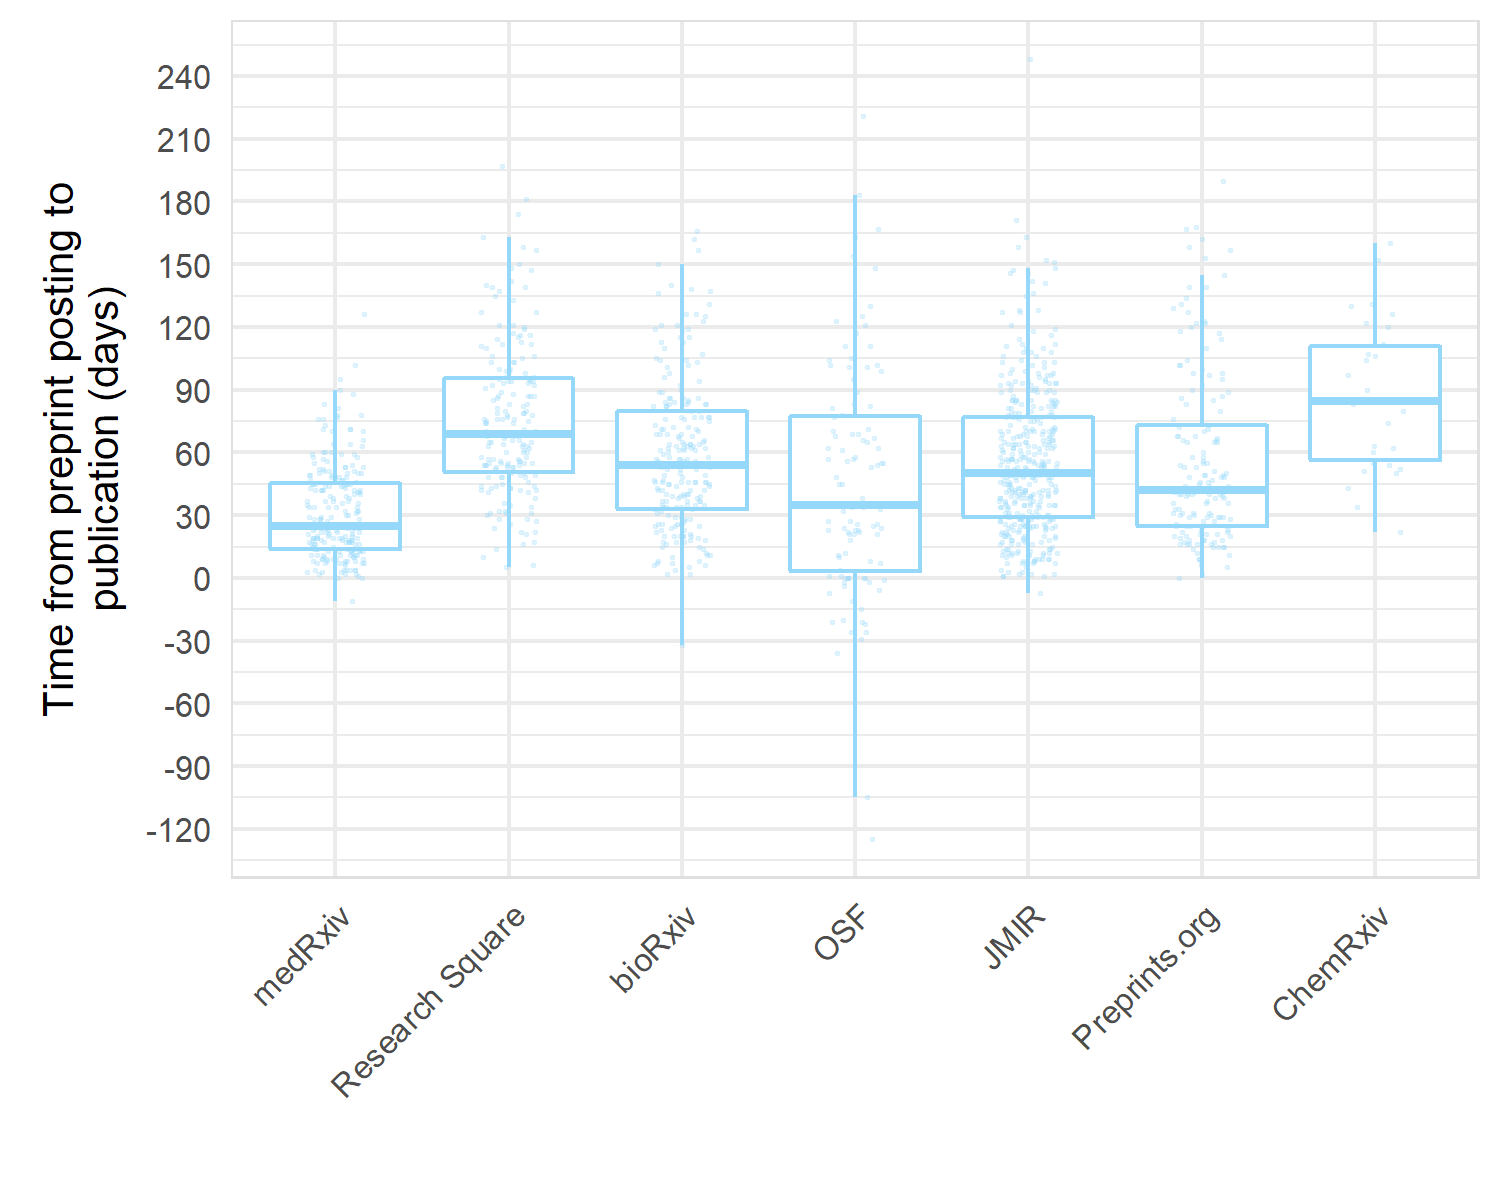 Time from preprint posting to
publication (days)
240
210
180
150
120
90
60
30
0
-30
-60
-90
-120
medRxiv
Research Square
bioRxiv
OSF
JMIR
Preprints.org
ChemRxiv